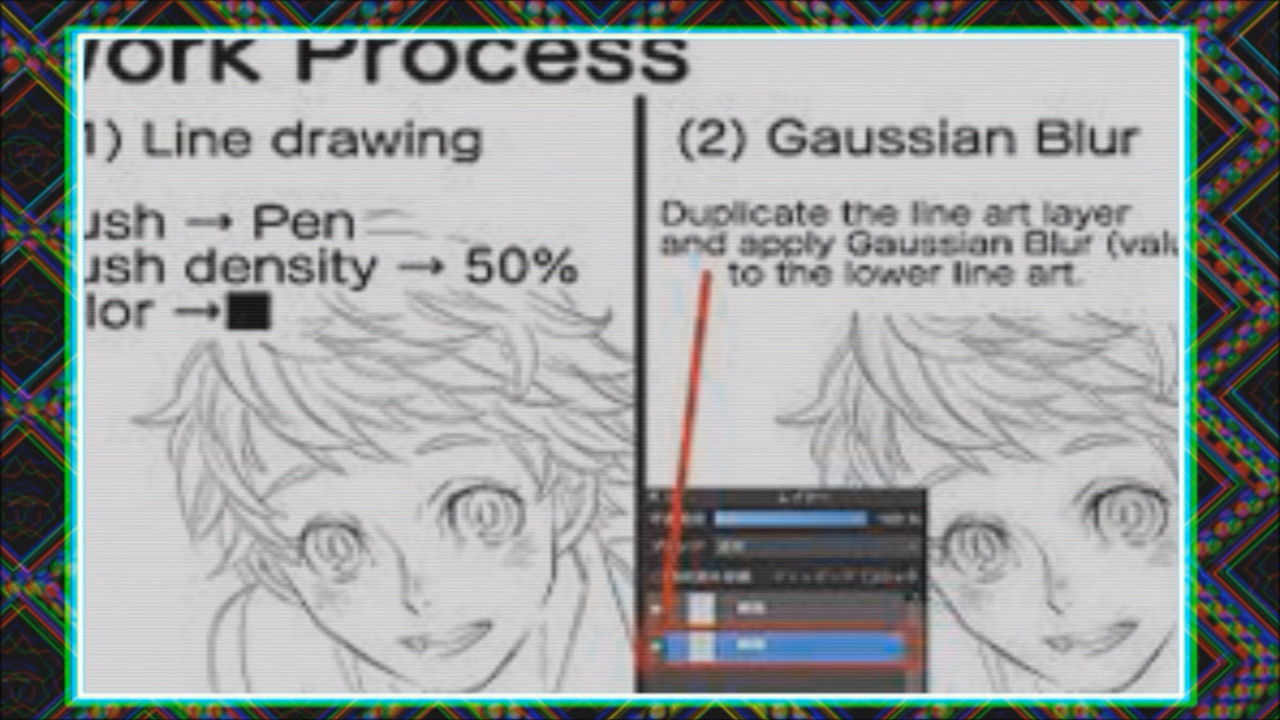 ork Process
1) Line drawing
ush → Pen
ush density → 50%
lor →
(2) Gaussian Blur
Duplicate the line art layer
and apply Gaussian Blur (valu
to the lower line art.